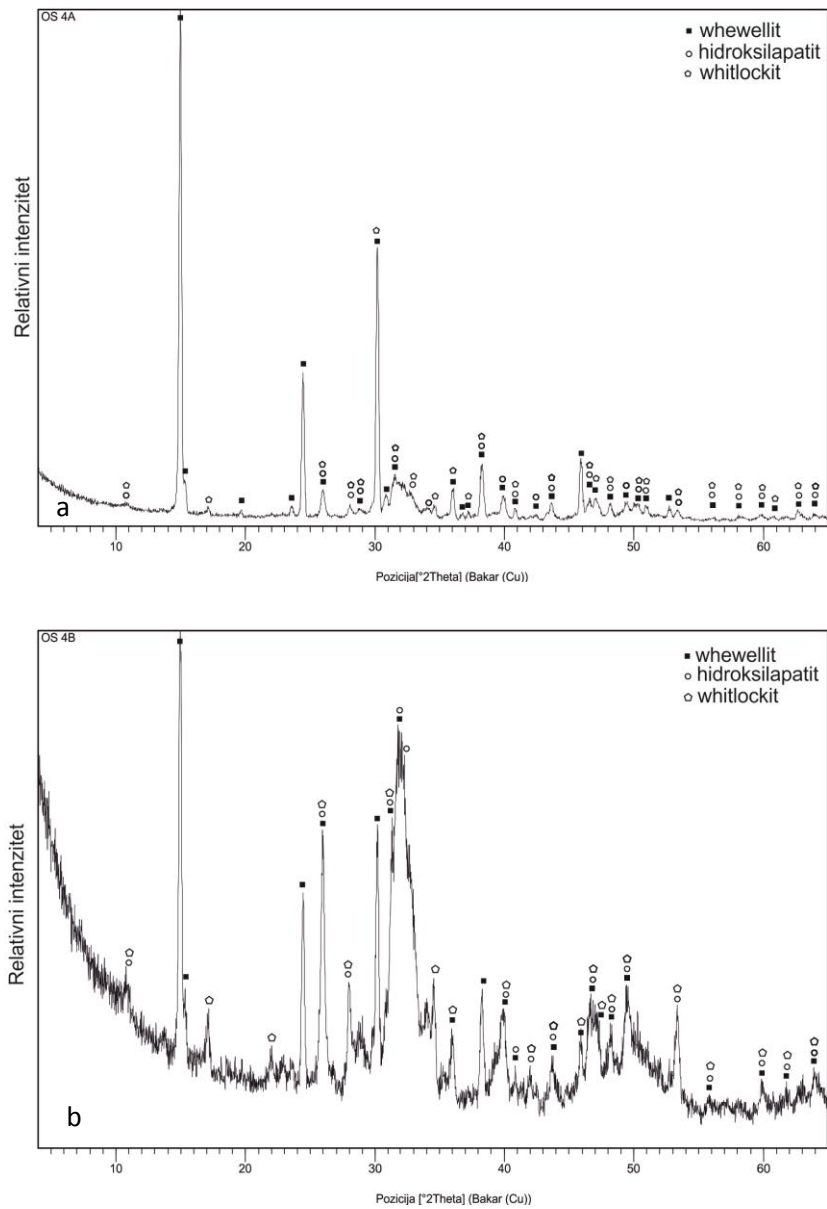 OS 4A
whewellit
hidroksilapatit
whitlockit
Relativni intenzitet
a
10 20 30 40 50 60
Pozicija[°2Theta] (Bakar (Cu))
OS 4B
whewellit
hidroksilapatit
whitlockit
Relativni intenzitet
b
10 20 30 40 50 60
Pozicija [°2Theta] (Bakar (Cu))